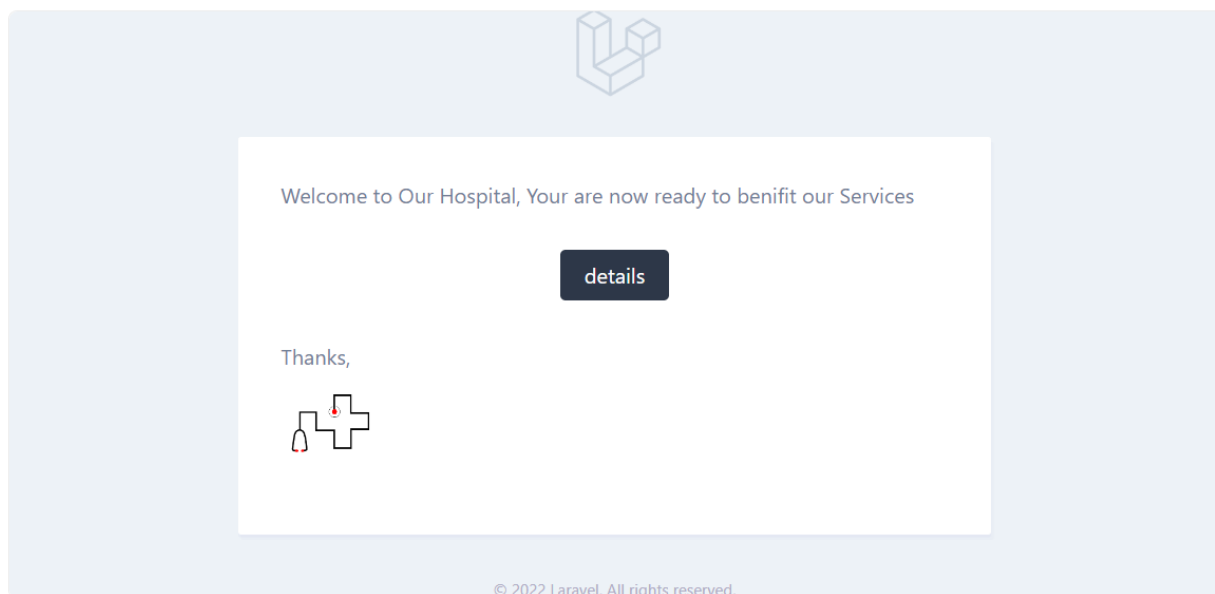 Welcome to Our Hospital, Your are now ready to benifit our Services
details
Thanks,
© 2022 Laravel. All rights reserved.